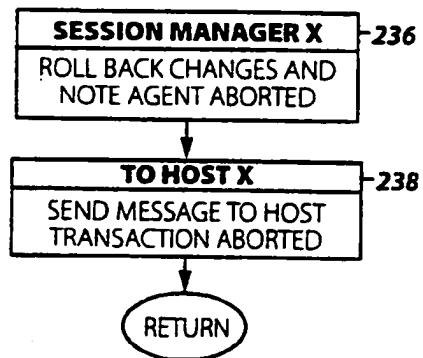 SESSION MANAGER X
236
ROLL BACK CHANGES AND
NOTE AGENT ABORTED
TO HOST X
238
SEND MESSAGE TO HOST
TRANSACTION ABORTED
RETURN